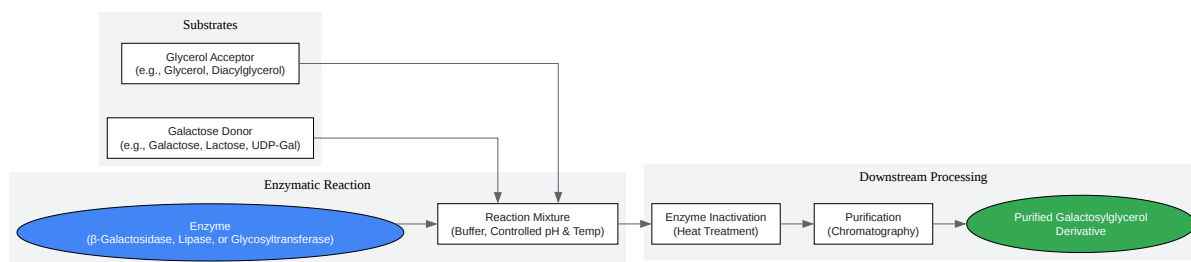 Substrates
Glycerol Acceptor
(e.g., Glycerol, Diacylglycerol)
Galactose Donor
(e.g., Galactose, Lactose, UDP-Gal)
Enzymatic Reaction
Enzyme
(β-Galactosidase, Lipase, or Glycosyltransferase)
Reaction Mixture
(Buffer, Controlled pH & Temp)
Downstream Processing
Enzyme Inactivation
(Heat Treatment)
Purification
(Chromatography)
Purified Galactosylglycerol
Derivative